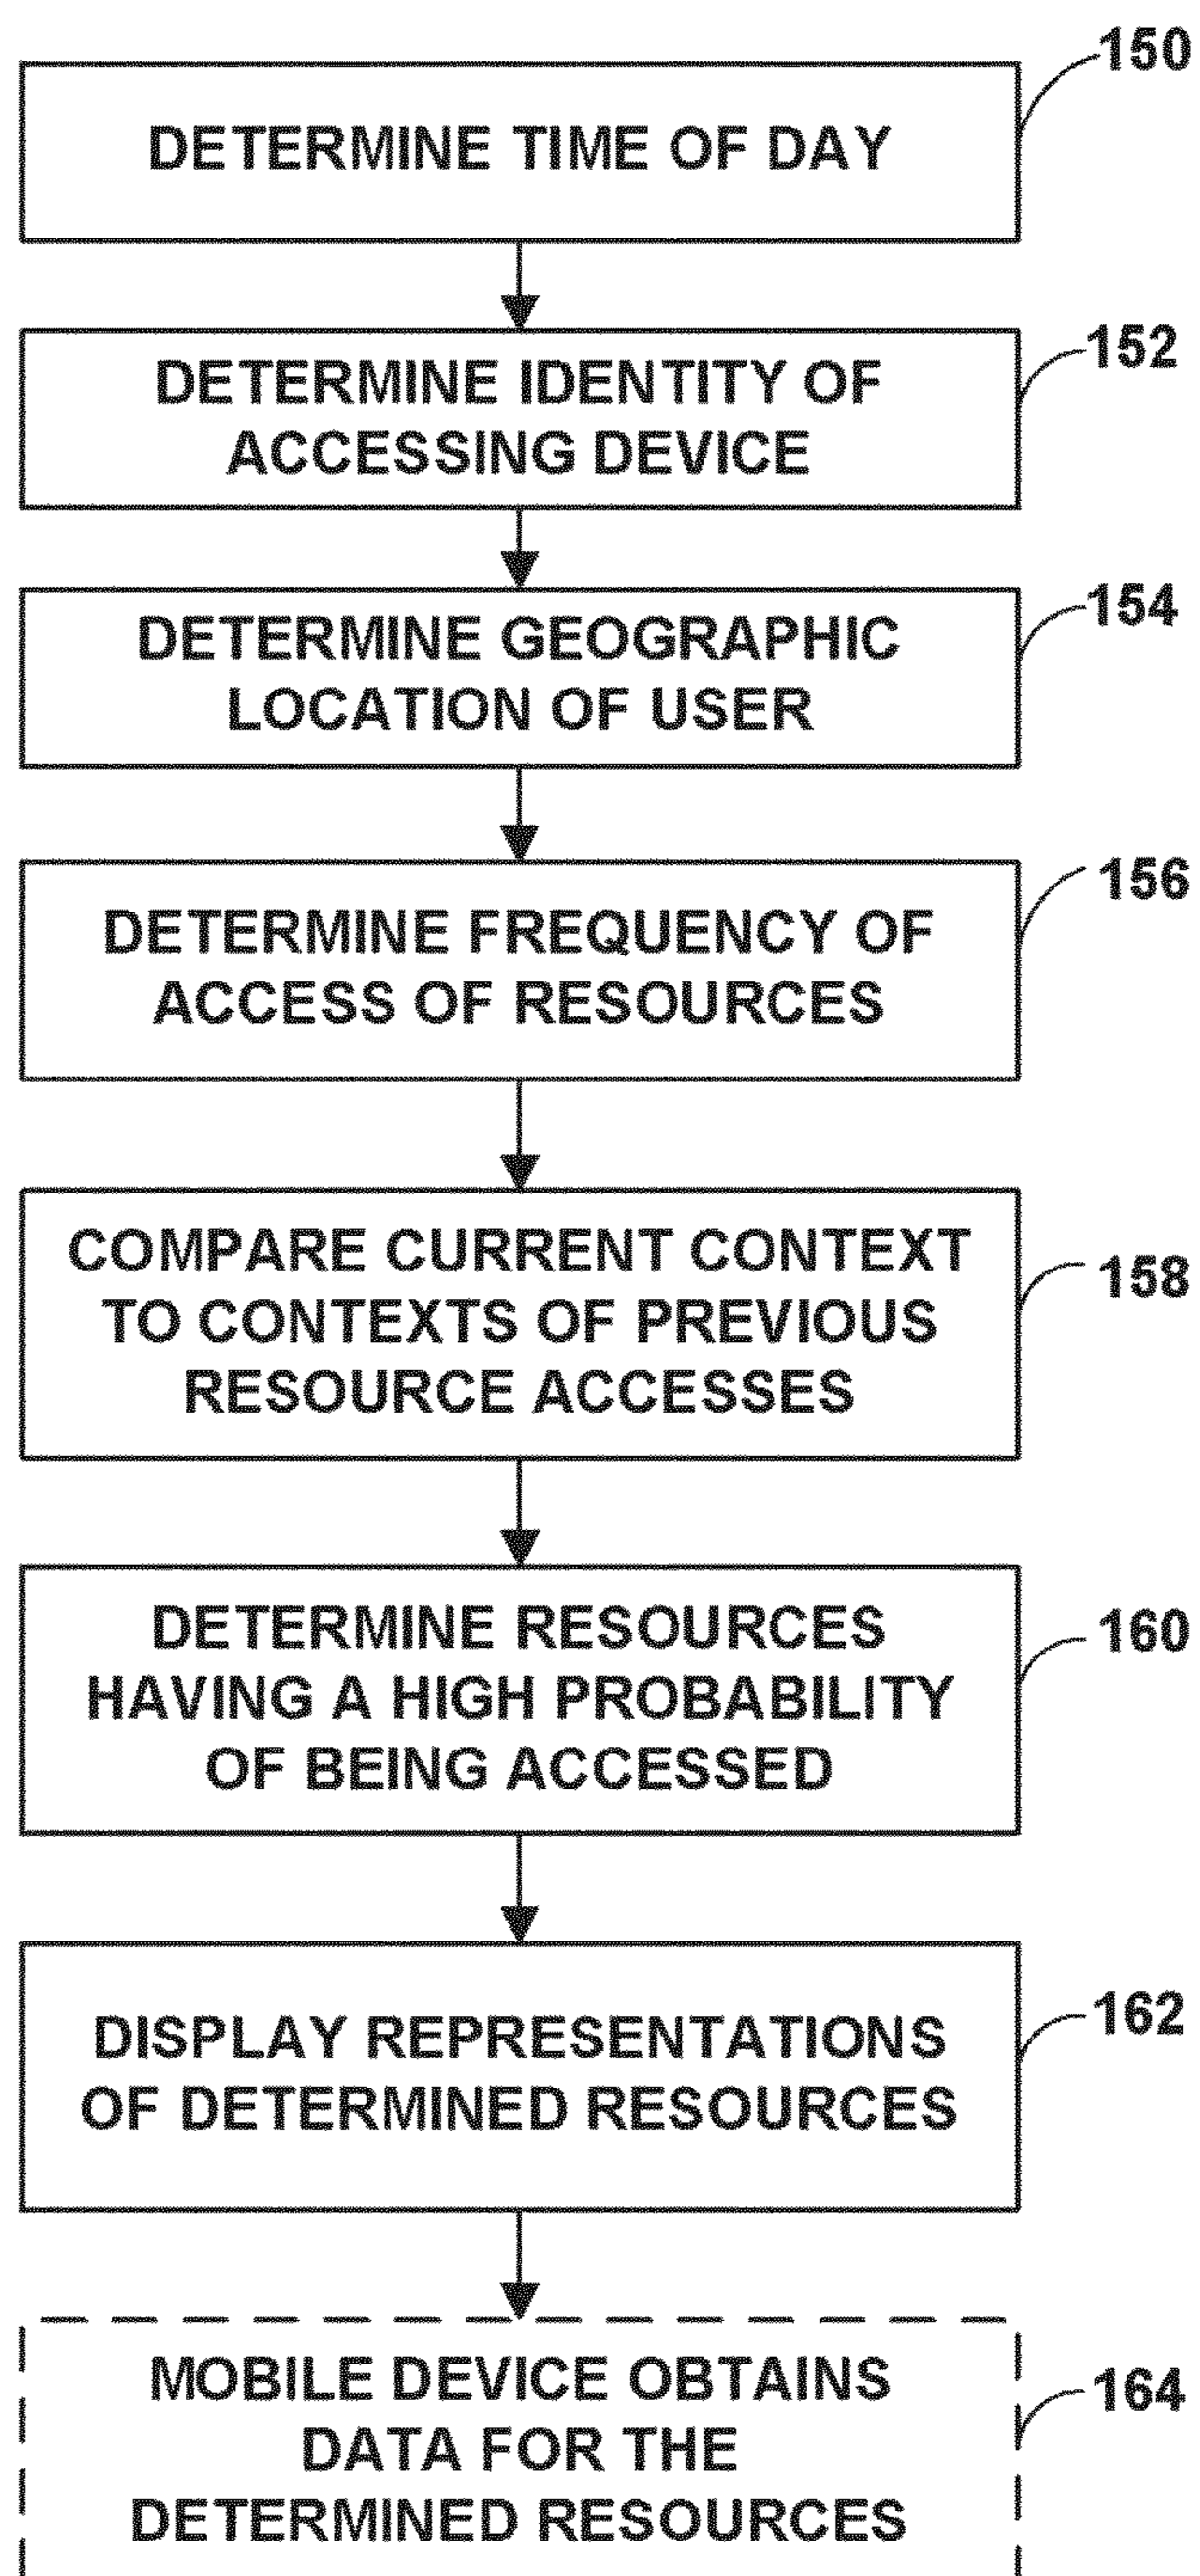 150
DETERMINE TIME OF DAY
152
DETERMINE IDENTITY OF
ACCESSING DEVICE
154
DETERMINE GEOGRAPHIC
LOCATION OF USER
156
DETERMINE FREQUENCY OF
ACCESS OF RESOURCES
158
COMPARE CURRENT CONTEXT
TO CONTEXTS OF PREVIOUS
RESOURCE ACCESSES
160
DETERMINE RESOURCES
HAVING A HIGH PROBABILITY
OF BEING ACCESSED
162
DISPLAY REPRESENTATIONS
OF DETERMINED RESOURCES
164
MOBILE DEVICE OBTAINS
DATA FOR THE
DETERMINED RESOURCES